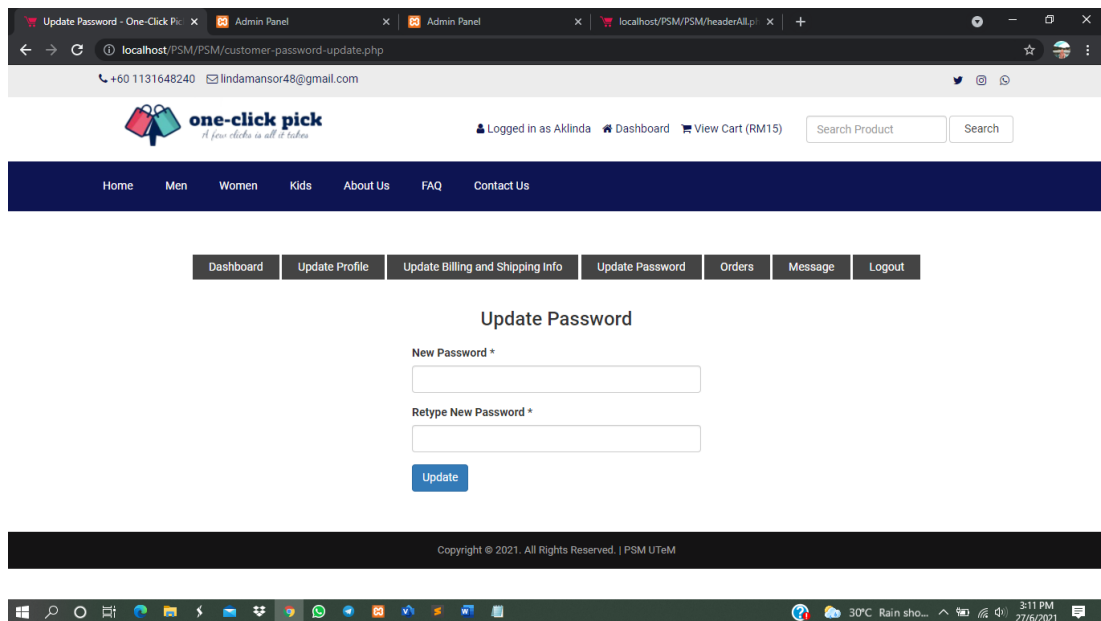 Update Password - One-Click Pic
Admin Panel
Admin Panel
localhost/PSM/PSM/headerAll.ph
localhost/PSM/PSM/customer-password-update.php
+60 1131648240 lindamansor48@gmail.com
one-click pick
A few clicks is all it takes
Logged in as Aklinda Dashboard View Cart (RM15) Search Product Search
Home Men Women Kids About Us FAQ Contact Us
Dashboard Update Profile Update Billing and Shipping Info Update Password Orders Message Logout
Update Password
New Password *
Retype New Password *
Update
Copyright © 2021. All Rights Reserved. | PSM UTeM
30°C Rain sho...
3:11 PM
27/6/2021